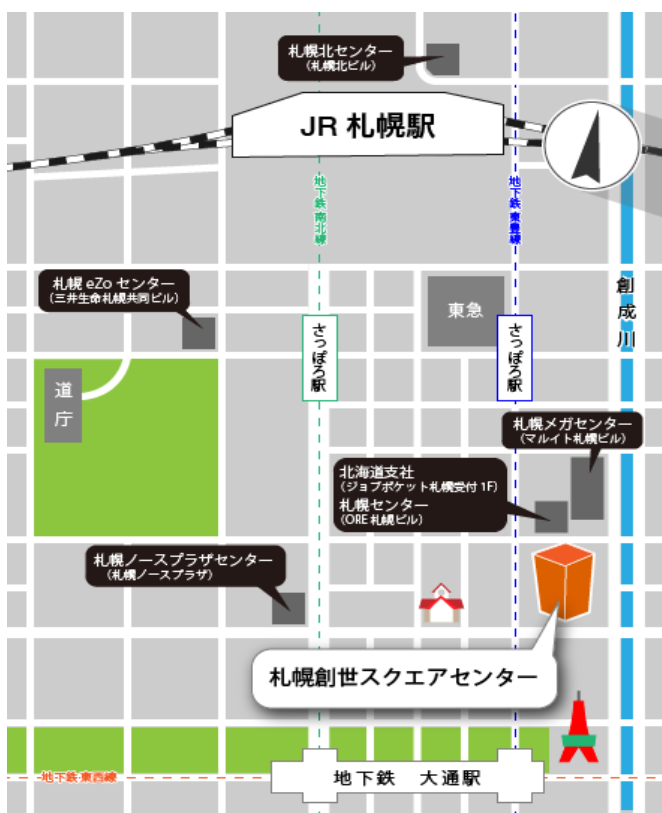 札幌北センター
（札幌北ビル）
JR 札幌駅
地下鉄 南北線
地下鉄 東豊線
札幌 eZo センター
（三井生命札幌共同ビル）
東急
創成川
さっぽろ駅
さっぽろ駅
道庁
札幌メガセンター
（マルイト札幌ビル）
北海道支社
（ジョブポケット札幌受付 1F）
札幌センター
（ORE 札幌ビル）
札幌ノースプラザセンター
（札幌ノースプラザ）
札幌創世スクエアセンター
地下鉄 東西線
地下鉄　大通駅